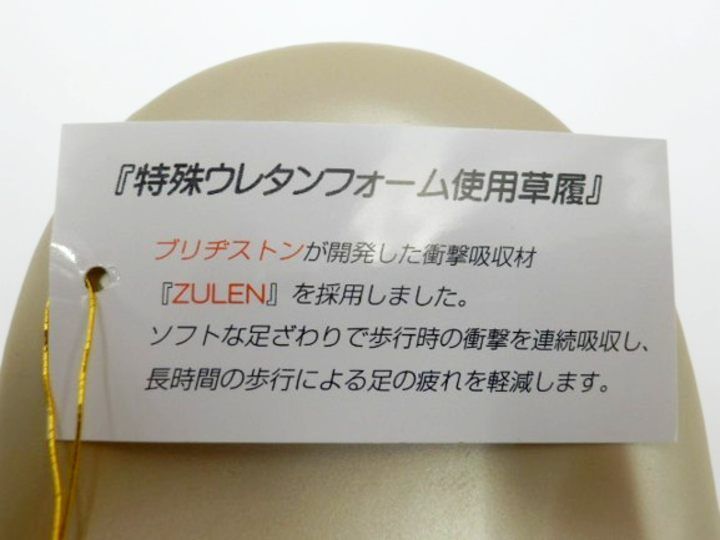 『特殊ウレタンフォーム使用草履』
ブリヂストンが開発した衝撃吸収材
『ZULEN』を採用しました。
ソフトな足ざわりで歩行時の衝撃を連続吸収し、
長時間の歩行による足の疲れを軽減します。